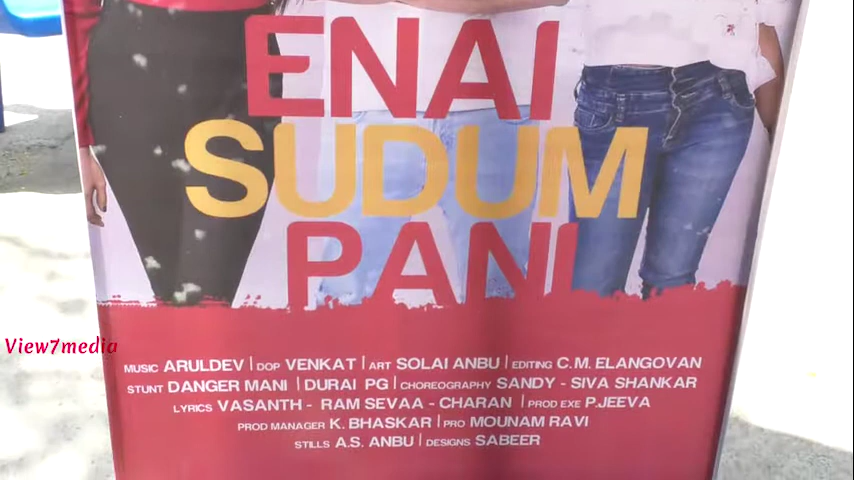 ENAI
SUDUM
PANI
View7media
MUSIC ARULDEV | DOP VENKAT | ART SOLAI ANBU | EDITING C.M. ELANGOVAN
STUNT DANGER MANI | DURAI PG | CHOREOGRAPHY SANDY - SIVA SHANKAR
LYRICS VASANTH - RAM SEVAA - CHARAN | PROD EXE P.JEEVA
PROD MANAGER K. BHASKAR | PRO MOUNAM RAVI
STILLS A.S. ANBU | DESIGNS SABEER